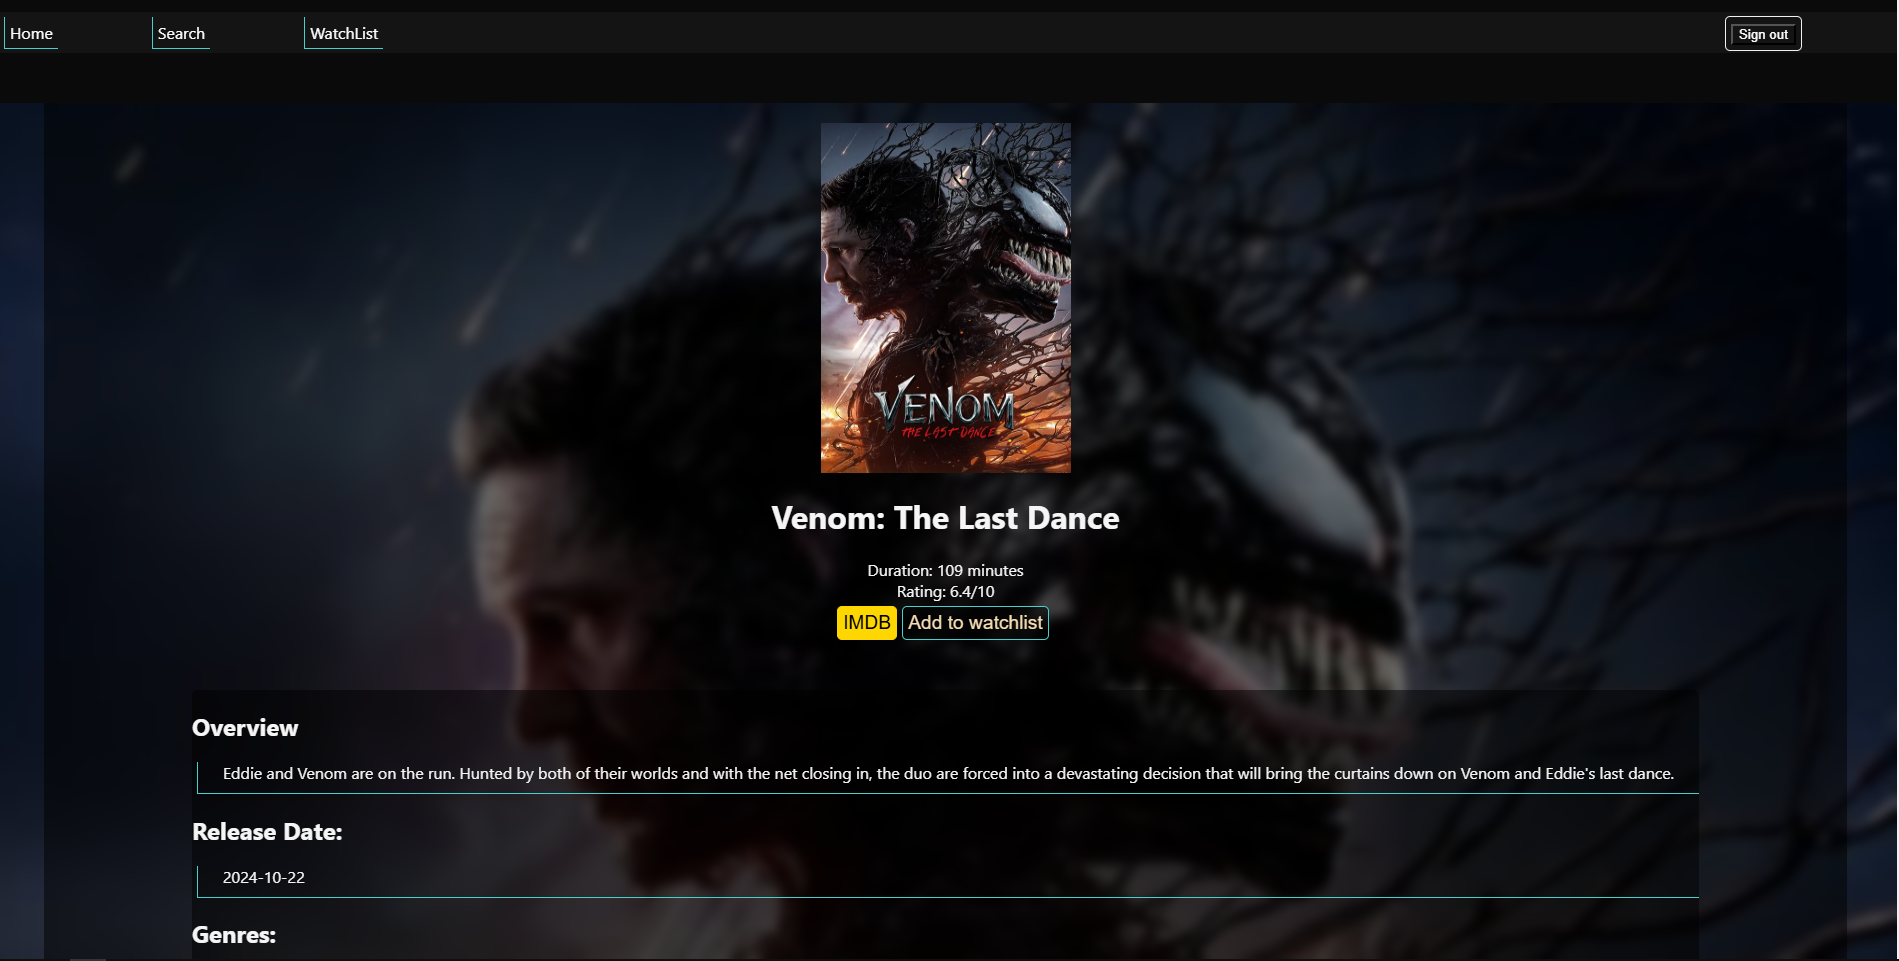 Home
Search
WatchList
Sign out
VENOM
THE LAST DANCE
Venom: The Last Dance
Duration: 109 minutes
Rating: 6.4/10
IMDB
Add to watchlist
Overview
Eddie and Venom are on the run. Hunted by both of their worlds and with the net closing in, the duo are forced into a devastating decision that will bring the curtains down on Venom and Eddie's last dance.
Release Date:
2024-10-22
Genres: